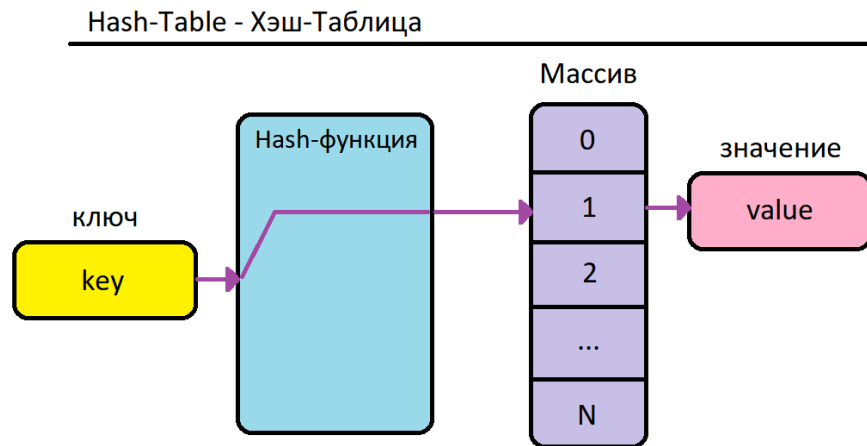 Hash-Table - Хэш-Таблица
Массив
Hash-функция
0
значение
1
value
ключ
key
2
...
N